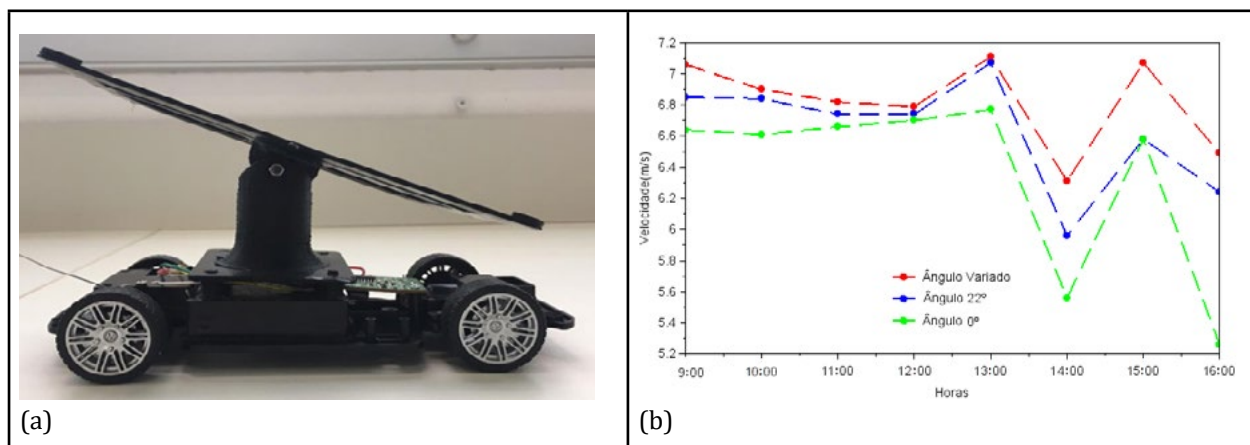 (a)
7.2
7
6.8
6.6
6.4
6.2
6
5.8
5.6
5.4
5.2
Velocidade(m/s)
Ângulo Variado
Ângulo 22º
Ângulo 0º
9:00 10:00 11:00 12:00 13:00 14:00 15:00 16:00
Horas
(b)